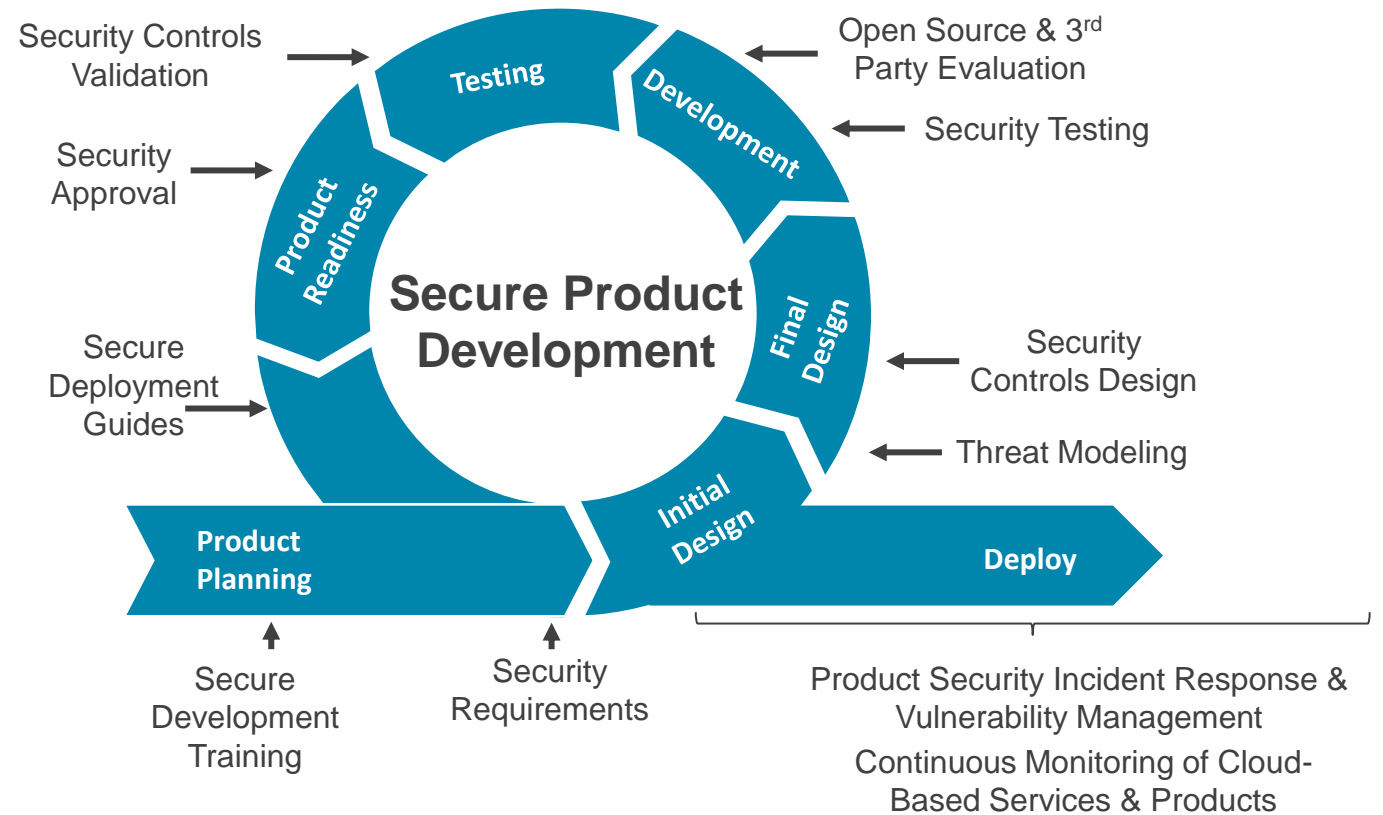 Security Controls
Validation
Testing
Development
Open Source & 3rd
Party Evaluation
Security Testing
Security
Approval
Product
Readiness
Secure Product
Development
Final
Design
Security
Controls Design
Threat Modeling
Secure
Deployment
Guides
Initial
Design
Product
Planning
Deploy
Secure
Development
Training
Security
Requirements
Product Security Incident Response &
Vulnerability Management
Continuous Monitoring of Cloud-
Based Services & Products